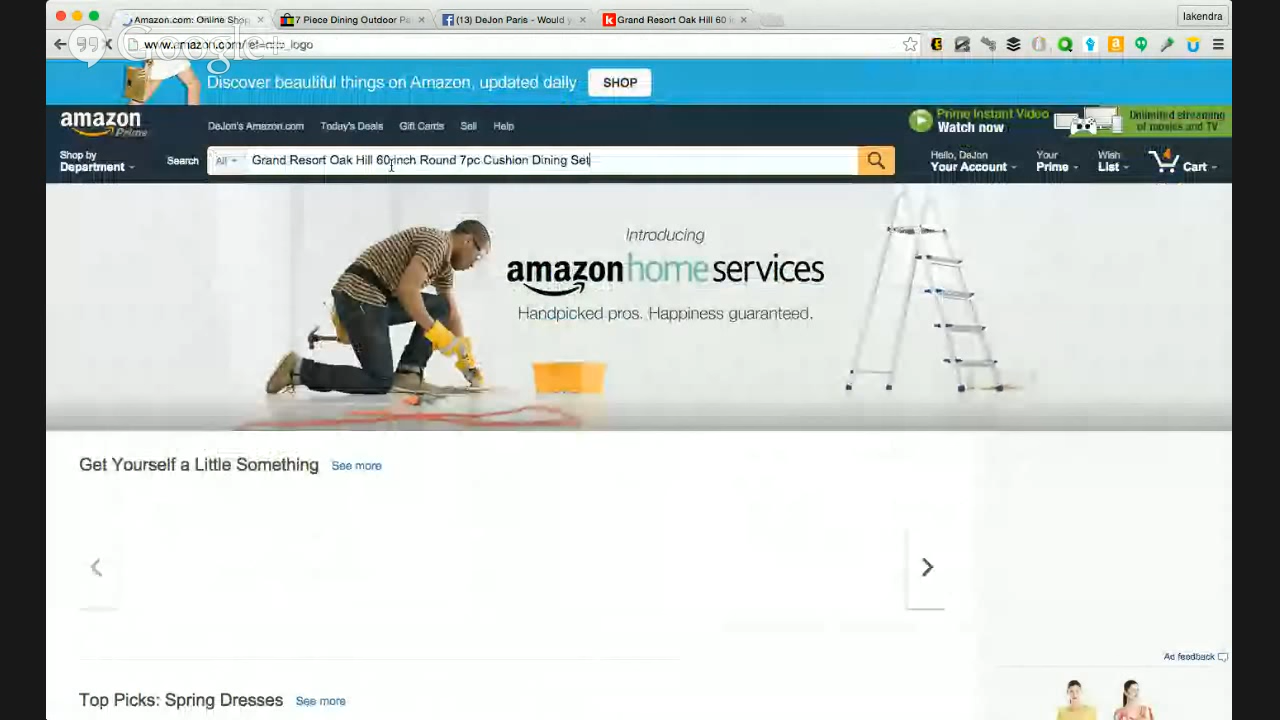 Amazon.com: Online Shop
7 Piece Dining Outdoor Pa
(13) DeJon Paris - Would y
Grand Resort Oak Hill 60 i
lakendra
Google+
www.amazon.com/ref=
_logo
Discover beautiful things on Amazon, updated daily
SHOP
amazon
Prime
DeJon's Amazon.com
Today's Deals
Gift Cards
Sell
Help
Prime Instant Video
Watch now
Unlimited streaming
of movies and TV
Shop by
Department
Search
All
Grand Resort Oak Hill 60 inch Round 7pc Cushion Dining Set
Hello, DeJon
Your Account
Your
Prime
Wish
List
Cart
Introducing
amazonhomeservices
Handpicked pros. Happiness guaranteed.
Get Yourself a Little Something
See more
Ad feedback
Top Picks: Spring Dresses
See more